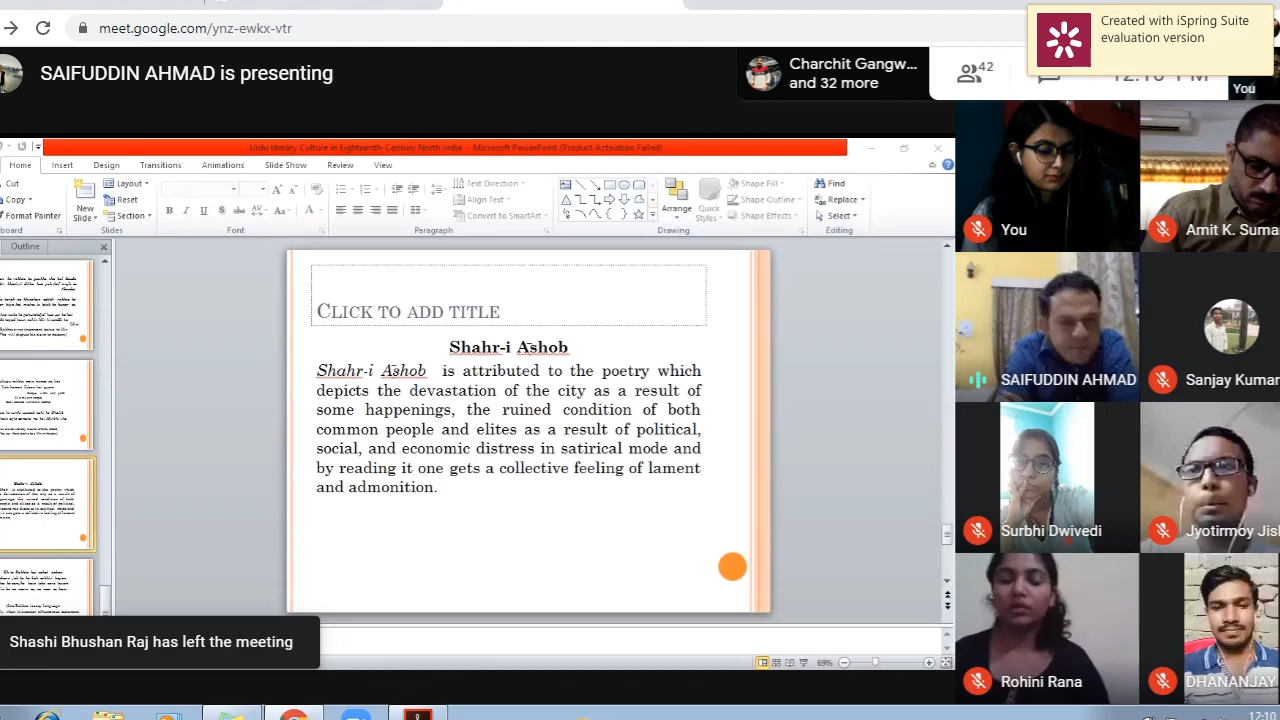 meet.google.com/ynz-ewkx-vtr
Created with iSpring Suite
evaluation version
SAIFUDDIN AHMAD is presenting
Charchit Gangw...
and 32 more
42
You
Urdu literary Culture in Eighteenth-Century North India - Microsoft PowerPoint (Product Activation Failed)
Home Insert Design Transitions Animations Slide Show Review View
Cut
Copy
Format Painter
New
Slide
Layout
Reset
Section
Text Direction
Align Text
Convert to SmartArt
Arrange
Quick
Styles
Shape Fill
Shape Outline
Shape Effects
Find
Replace
Select
Slides Font Paragraph Drawing Editing
Outline
CLICK TO ADD TITLE
Shahr-i Ashob
Shahr-i Ashob is attributed to the poetry which
depicts the devastation of the city as a result of
some happenings, the ruined condition of both
common people and elites as a result of political,
social, and economic distress in satirical mode and
by reading it one gets a collective feeling of lament
and admonition.
You
Amit K. Suma
SAIFUDDIN AHMAD
Sanjay Kumar
Surbhi Dwivedi
Jyotirmoy Jish
Rohini Rana
DHANANJAY
Shashi Bhushan Raj has left the meeting
69%
12:10